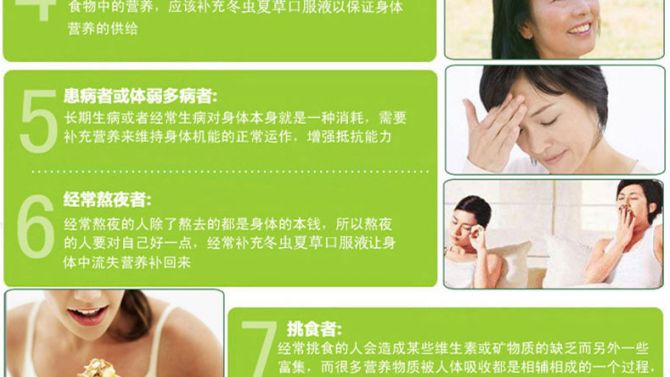 4
食物中的营养，应该补充冬虫夏草口服液以保证身体
营养的供给
5
患病者或体弱多病者：
长期生病或者经常生病对身体本身就是一种消耗，需要
补充营养来维持身体机能的正常运作，增强抵抗能力
6
经常熬夜者：
经常熬夜的人除了熬去的都是身体的本钱，所以熬夜
的人要对自己好一点，经常补充冬虫夏草口服液让身
体中流失营养补回来
7
挑食者：
经常挑食的人会造成某些维生素或矿物质的缺乏而另外一些
富集，而很多营养物质被人体吸收都是相辅相成的一个过程，